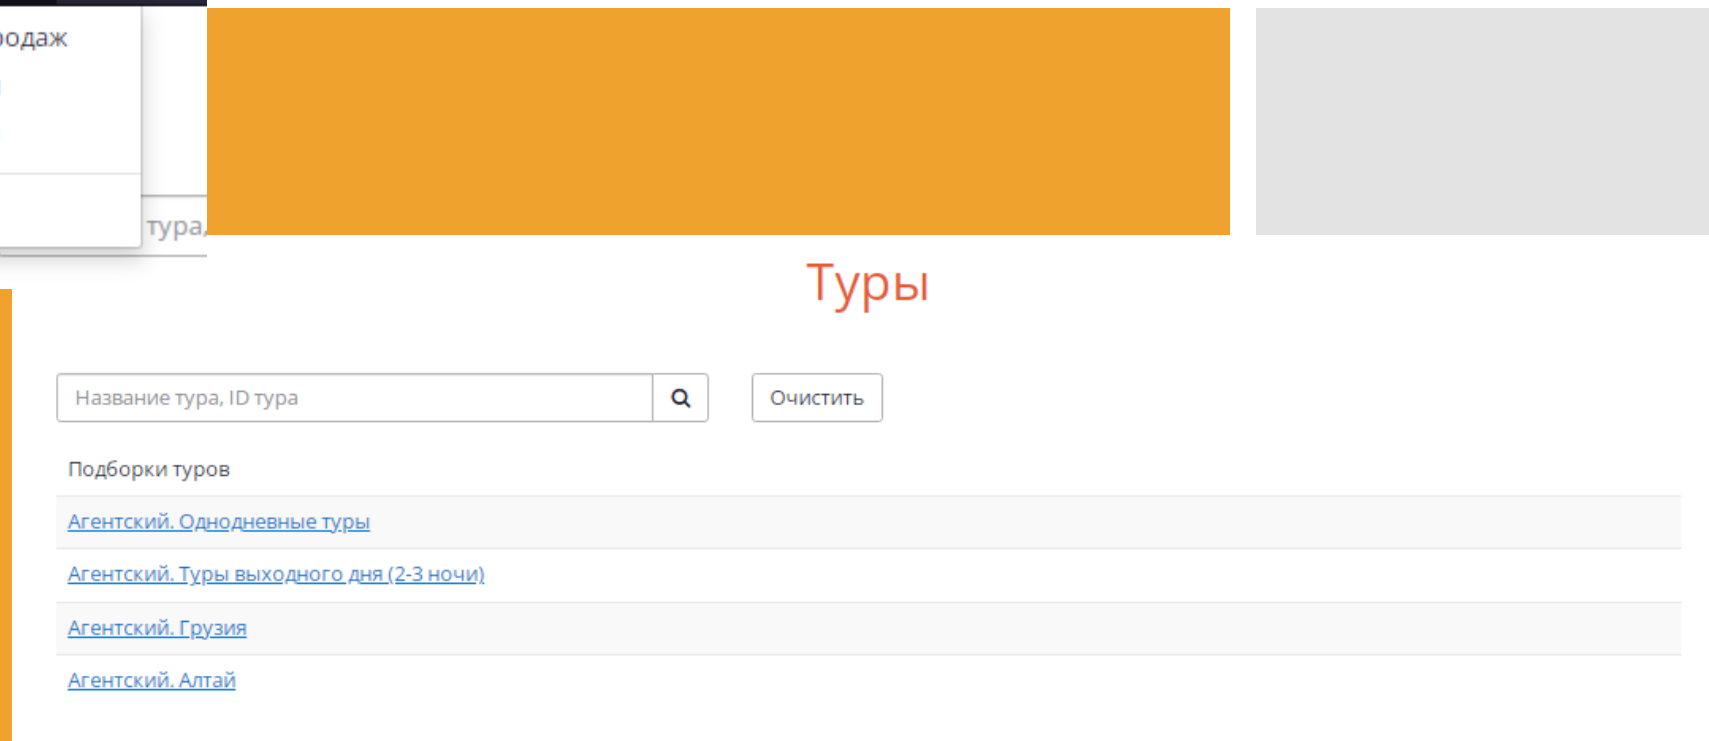 тура,
Туры
Название тура, ID тура
Очистить
Подборки туров
Агентский. Однодневные туры
Агентский. Туры выходного дня (2-3 ночи)
Агентский. Грузия
Агентский. Алтай